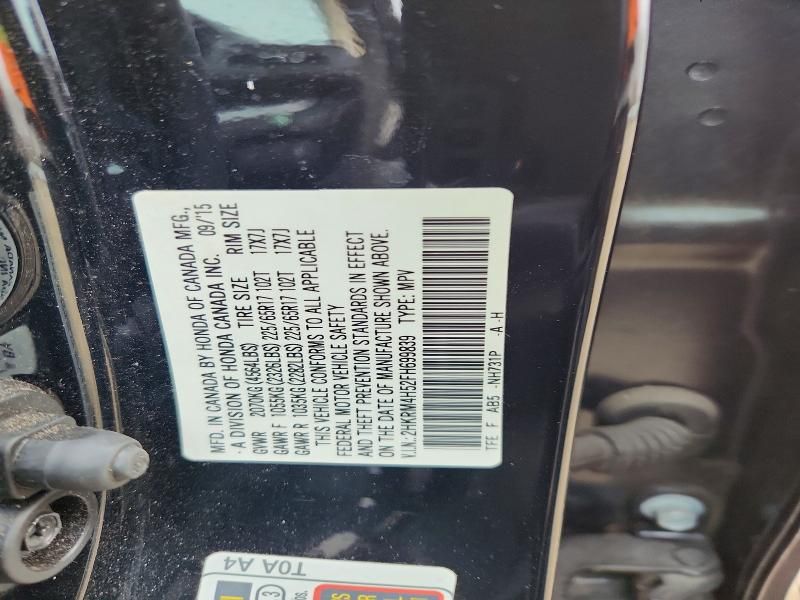 MFD. IN CANADA BY HONDA OF CANADA MFG.,
A DIVISION OF HONDA CANADA INC. 09/15
GVWR 2070KG(4564LBS) TIRE SIZE RIM SIZE
GAWR F 1055KG(2326LBS) 225/65R17 102T 17X7J
GAWR R 1035KG(2282LBS) 225/65R17 102T 17X7J
THIS VEHICLE CONFORMS TO ALL APPLICABLE
FEDERAL MOTOR VEHICLE SAFETY
AND THEFT PREVENTION STANDARDS IN EFFECT
ON THE DATE OF MANUFACTURE SHOWN ABOVE.
V.I.N.: 2HKRM4H52FH699839 TYPE: MPV
TFE F AB5 -NH731P -A -H
T0A A4